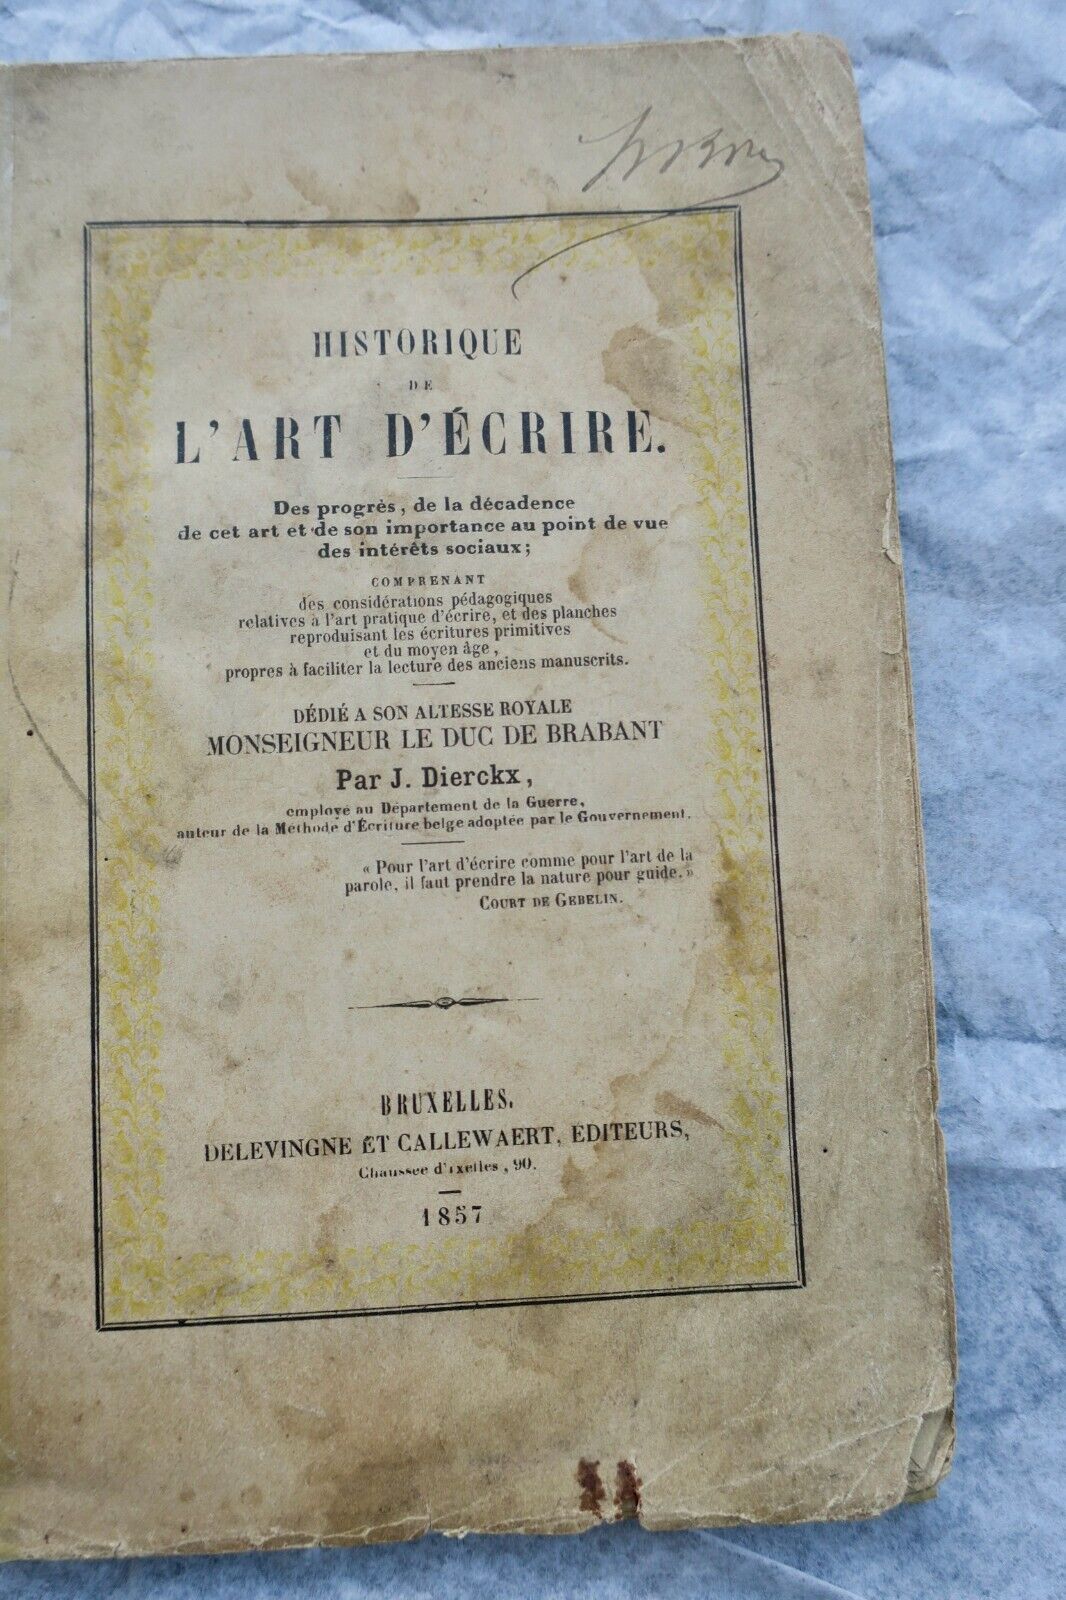 HISTORIQUE
DE
L'ART D'ÉCRIRE.
Des progrès, de la décadence
de cet art et de son importance au point de vue
des intérêts sociaux;
COMPRENANT
des considérations pédagogiques
relatives à l'art pratique d'écrire, et des planches
reproduisant les écritures primitives
et du moyen âge,
propres à faciliter la lecture des anciens manuscrits.
DÉDIÉ A SON ALTESSE ROYALE
MONSEIGNEUR LE DUC DE BRABANT
Par J. Dierckx,
employé au Département de la Guerre,
auteur de la Méthode d'Écriture belge adoptée par le Gouvernement.
« Pour l'art d'écrire comme pour l'art de la
parole, il faut prendre la nature pour guide. »
COURT DE GEBELIN.
BRUXELLES.
DELEVINGNE ET CALLEWAERT, ÉDITEURS,
Chaussée d'Ixelles, 90.
1857